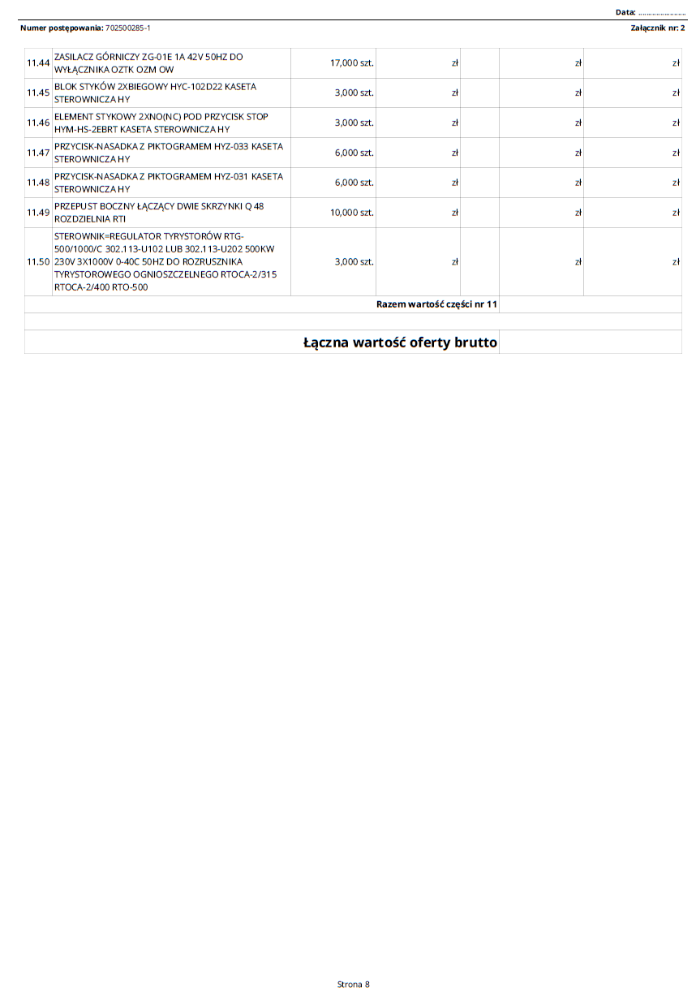 Data: ........................
Numer postępowania: 702500285-1 Załącznik nr: 2
ZASILACZ GÓRNICZY ZG-01E 1A 42V 50HZ DO
11.44 17,000 szt. zł zł zł
WYŁĄCZNIKA OZTK OZM OW
BLOK STYKÓW 2XBIEGOWY HYC-102D22 KASETA
11.45 3,000 szt. zł zł zł
STEROWNICZA HY
ELEMENT STYKOWY 2XNO(NC) POD PRZYCISK STOP
11.46 3,000 szt. zł zł zł
HYM-HS-2EBRT KASETA STEROWNICZA HY
PRZYCISK-NASADKA Z PIKTOGRAMEM HYZ-033 KASETA
11.47 6,000 szt. zł zł zł
STEROWNICZA HY
PRZYCISK-NASADKA Z PIKTOGRAMEM HYZ-031 KASETA
11.48 6,000 szt. zł zł zł
STEROWNICZA HY
PRZEPUST BOCZNY ŁĄCZĄCY DWIE SKRZYNKI Q 48
11.49 10,000 szt. zł zł zł
ROZDZIELNIA RTI
STEROWNIK=REGULATOR TYRYSTORÓW RTG-
500/1000/C 302.113-U102 LUB 302.113-U202 500KW
11.50 230V 3X1000V 0-40C 50HZ DO ROZRUSZNIKA 3,000 szt. zł zł zł
TYRYSTOROWEGO OGNIOSZCZELNEGO RTOCA-2/315
RTOCA-2/400 RTO-500
Razem wartość części nr 11
Łączna wartość oferty brutto
Strona 8